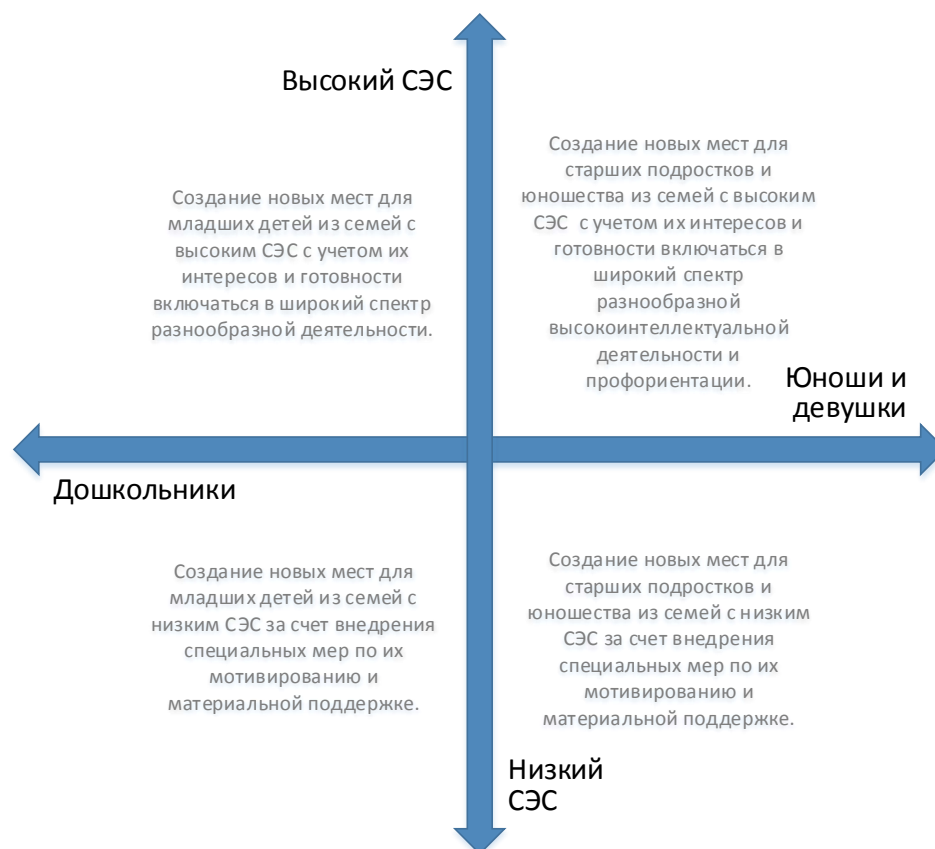 Высокий СЭС
Создание новых мест для
младших детей из семей с
высоким СЭС с учетом их
интересов и готовности
включаться в широкий спектр
разнообразной деятельности.
Создание новых мест для
старших подростков и
юношества из семей с высоким
СЭС с учетом их интересов и
готовности включаться в
широкий спектр
разнообразной
высокоинтеллектуальной
деятельности и
профориентации.
Юноши и
девушки
Дошкольники
Создание новых мест для
младших детей из семей с
низким СЭС за счет внедрения
специальных мер по их
мотивированию и
материальной поддержке.
Создание новых мест для
старших подростков и
юношества из семей с низким
СЭС за счет внедрения
специальных мер по их
мотивированию и
материальной поддержке.
Низкий
СЭС